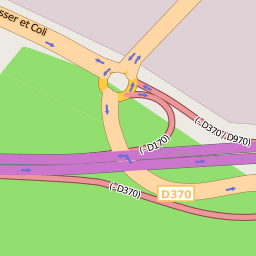 sser et Coli
(- D370 / D970)
(- D170)
(- D370)
D370